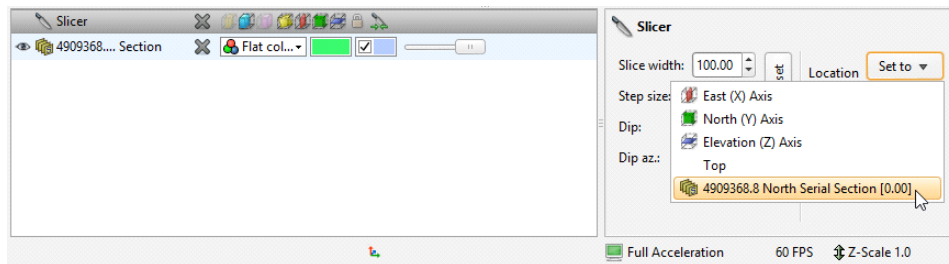 Slicer
4909368.... Section
Flat col...
Slicer
Slice width: 100.00
Location Set to
Step size:
East (X) Axis
North (Y) Axis
Dip:
Elevation (Z) Axis
Dip az.:
Top
4909368.8 North Serial Section [0.00]
Full Acceleration 60 FPS Z-Scale 1.0